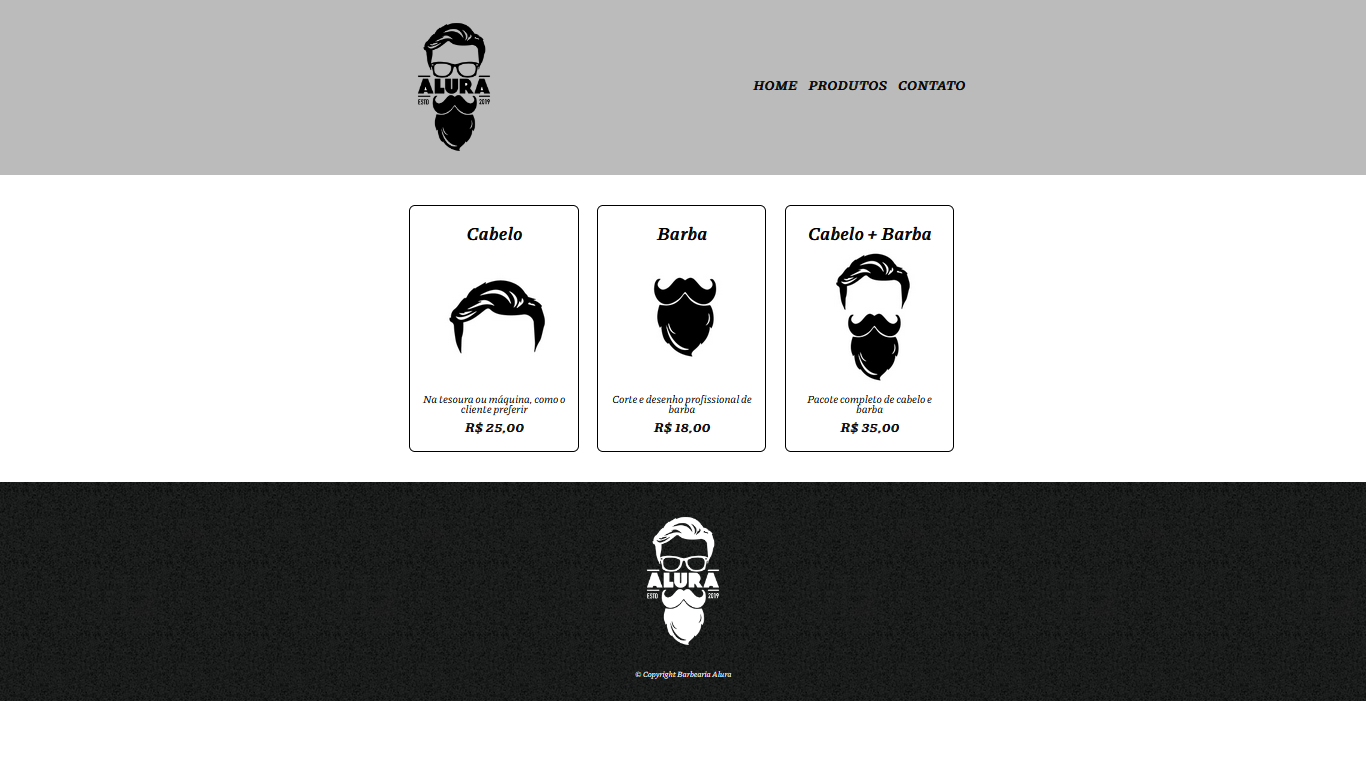 ALURA
ESTD 2019
HOME PRODUTOS CONTATO
Cabelo
Na tesoura ou máquina, como o
cliente preferir
R$ 25,00
Barba
Corte e desenho profissional de
barba
R$ 18,00
Cabelo + Barba
Pacote completo de cabelo e
barba
R$ 35,00
ALURA
ESTD 2019
© Copyright Barbearia Alura